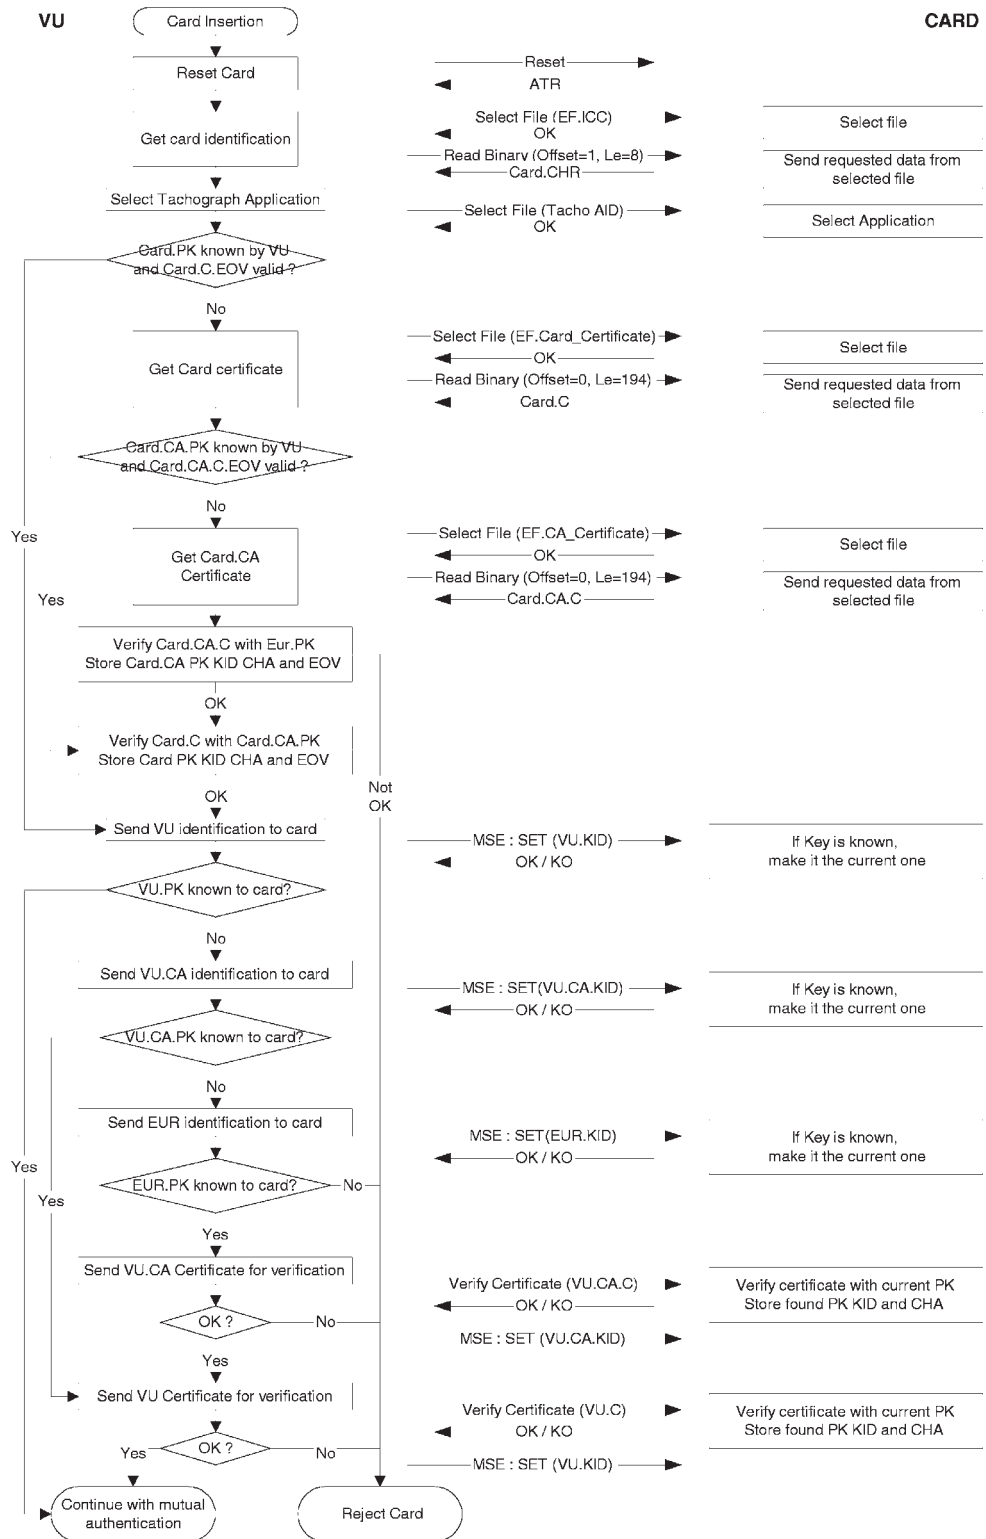 VU
Card Insertion
CARD
Reset Card
Reset
ATR
Get card identification
Select File (EF.ICC)
OK
Select file
Read Binary (Offset=1, Le=8)
Card.CHR
Send requested data from
selected file
Select Tachograph Application
Select File (Tacho AID)
OK
Select Application
Card.PK known by VU
and Card.C.EOV valid ?
No
Get Card certificate
Select File (EF.Card_Certificate)
OK
Select file
Read Binary (Offset=0, Le=194)
Card.C
Send requested data from
selected file
Card.CA.PK known by VU
and Card.CA.C.EOV valid ?
No
Yes
Get Card.CA
Certificate
Select File (EF.CA_Certificate)
OK
Select file
Read Binary (Offset=0, Le=194)
Card.CA.C
Send requested data from
selected file
Yes
Verify Card.CA.C with Eur.PK
Store Card.CA PK KID CHA and EOV
OK
Verify Card.C with Card.CA.PK
Store Card PK KID CHA and EOV
Not
OK
OK
Send VU identification to card
MSE : SET (VU.KID)
OK / KO
If Key is known,
make it the current one
VU.PK known to card?
No
Send VU.CA identification to card
MSE : SET(VU.CA.KID)
OK / KO
If Key is known,
make it the current one
VU.CA.PK known to card?
No
Send EUR identification to card
MSE : SET(EUR.KID)
OK / KO
If Key is known,
make it the current one
Yes
EUR.PK known to card?
No
Yes
Yes
Send VU.CA Certificate for verification
Verify Certificate (VU.CA.C)
OK / KO
Verify certificate with current PK
Store found PK KID and CHA
OK ?
No
MSE : SET (VU.CA.KID)
Yes
Send VU Certificate for verification
Verify Certificate (VU.C)
OK / KO
Verify certificate with current PK
Store found PK KID and CHA
Yes
OK ?
No
MSE : SET (VU.KID)
Continue with mutual
authentication
Reject Card